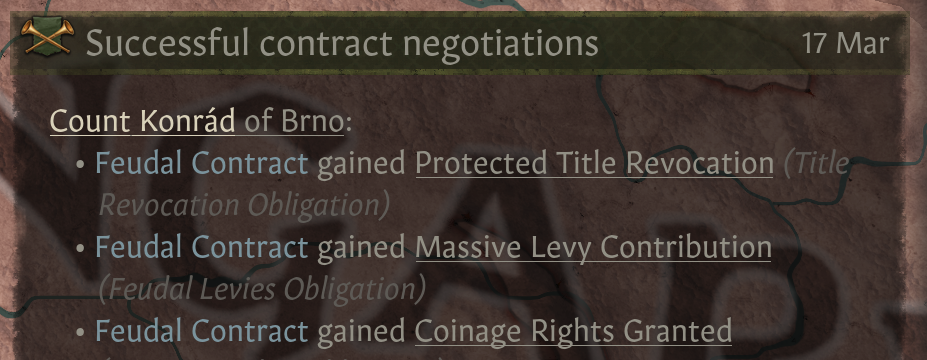 Successful contract negotiations 17 Mar
Count Konrád of Brno:
• Feudal Contract gained Protected Title Revocation (Title
Revocation Obligation)
• Feudal Contract gained Massive Levy Contribution
(Feudal Levies Obligation)
• Feudal Contract gained Coinage Rights Granted